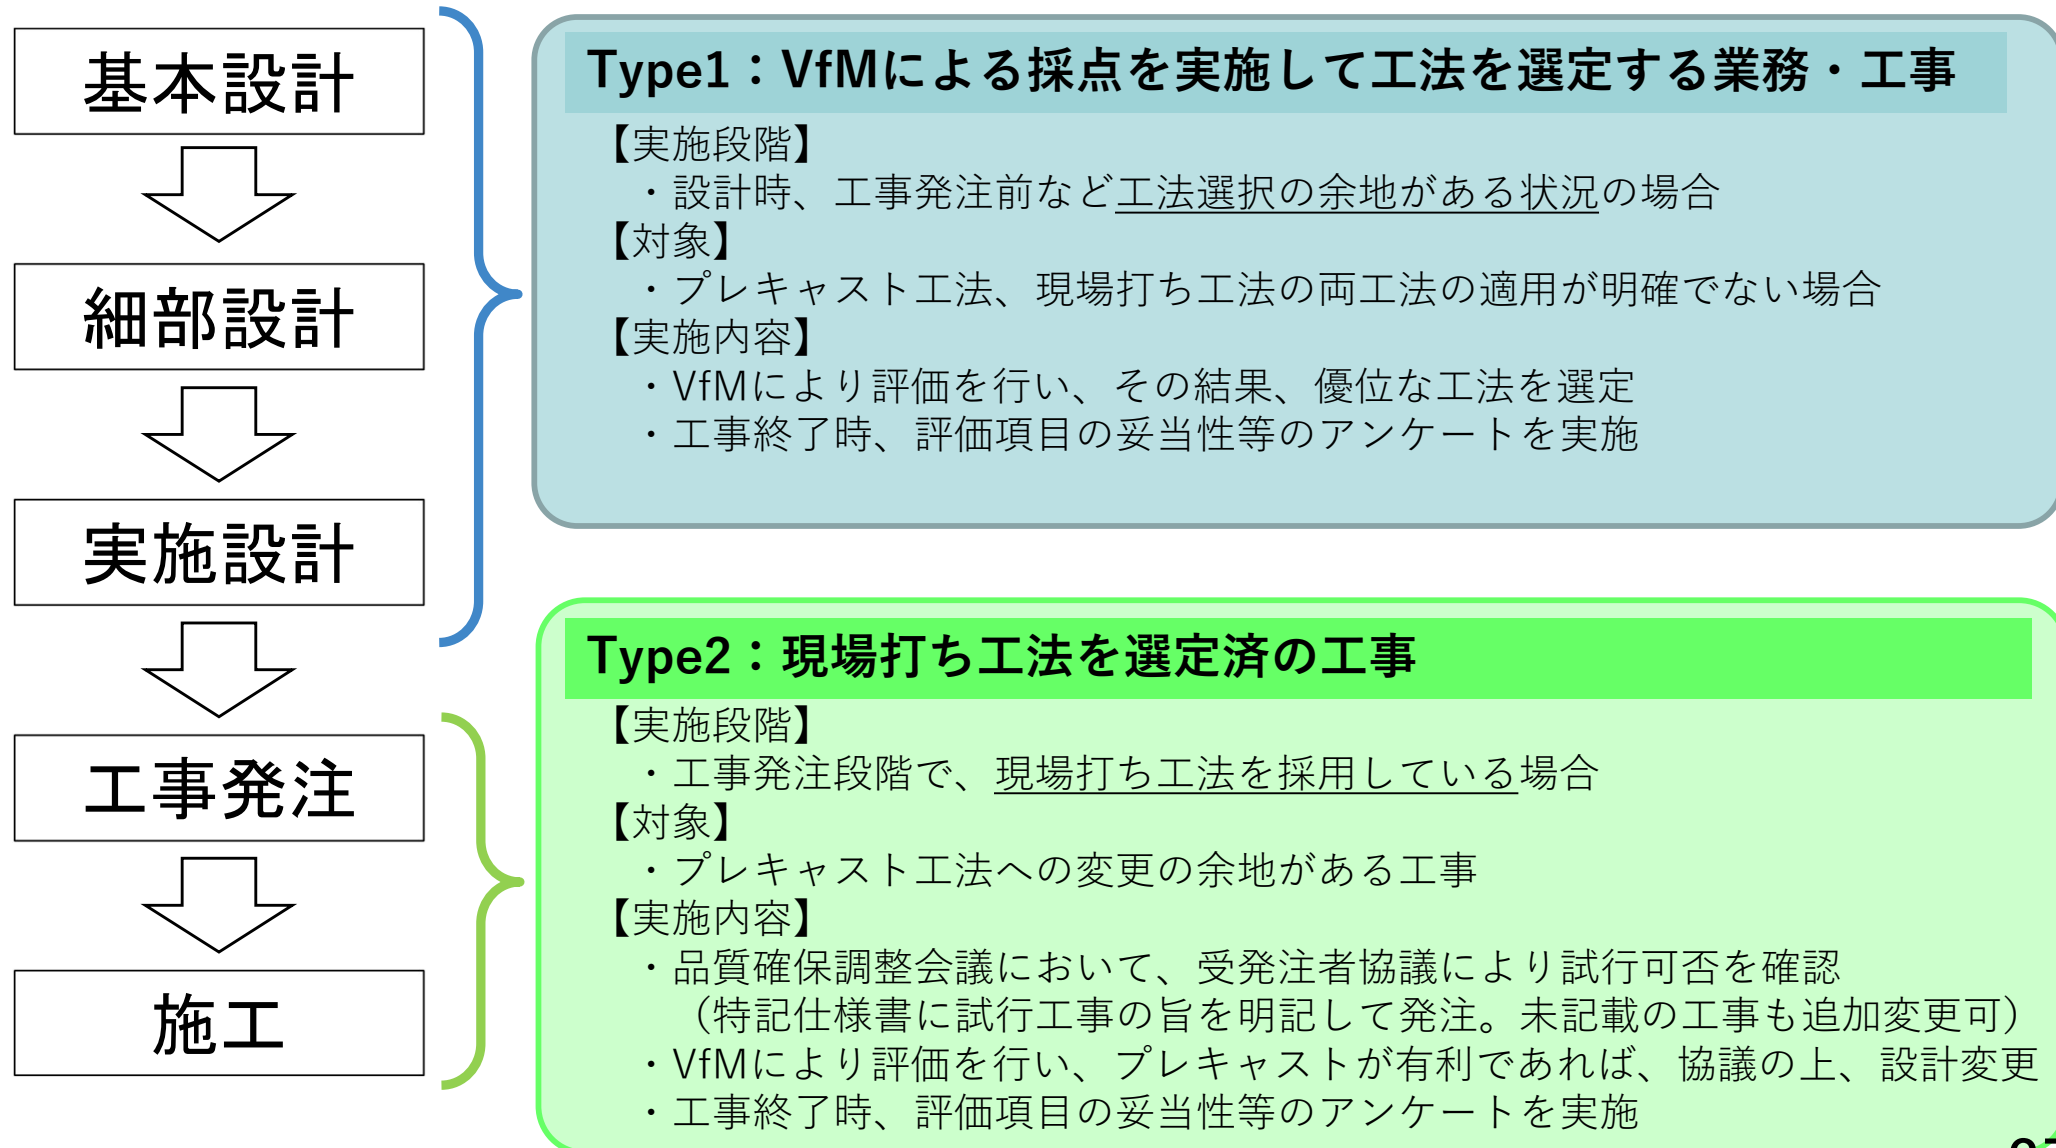 基本設計
細部設計
実施設計
工事発注
施工
Type1：VfMによる採点を実施して工法を選定する業務・工事
【実施段階】
・設計時、工事発注前など工法選択の余地がある状況の場合
【対象】
・プレキャスト工法、現場打ち工法の両工法の適用が明確でない場合
【実施内容】
・VfMにより評価を行い、その結果、優位な工法を選定
・工事終了時、評価項目の妥当性等のアンケートを実施
Type2：現場打ち工法を選定済の工事
【実施段階】
・工事発注段階で、現場打ち工法を採用している場合
【対象】
・プレキャスト工法への変更の余地がある工事
【実施内容】
・品質確保調整会議において、受発注者協議により試行可否を確認
（特記仕様書に試行工事の旨を明記して発注。未記載の工事も追加変更可）
・VfMにより評価を行い、プレキャストが有利であれば、協議の上、設計変更
・工事終了時、評価項目の妥当性等のアンケートを実施